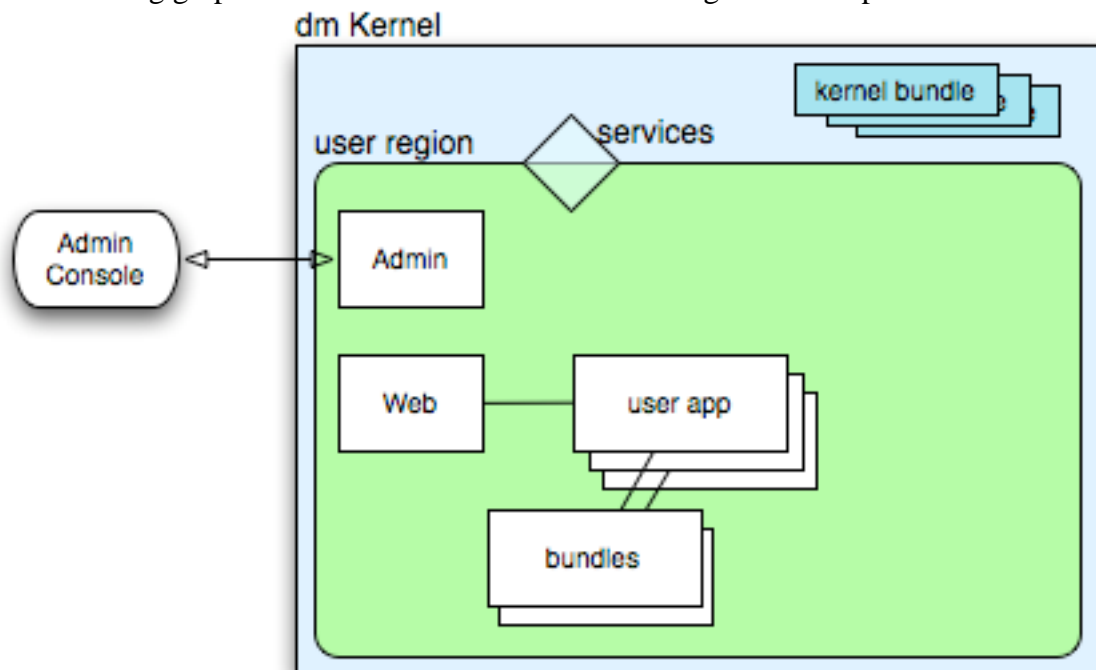 dm Kernel
kernel bundle
services
user region
Admin
Console
Admin
Web
user app
bundles